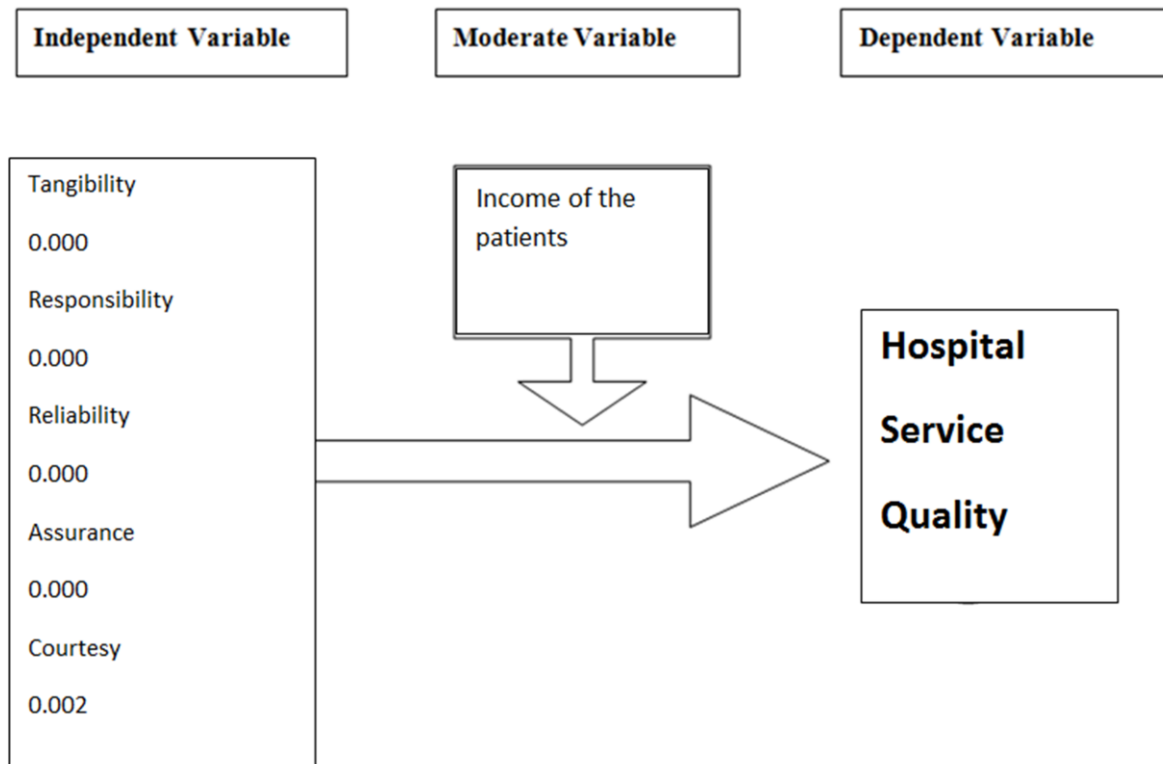 Independent Variable
Moderate Variable
Dependent Variable
Tangibility
0.000
Responsibility
0.000
Reliability
0.000
Assurance
0.000
Courtesy
0.002
Income of the
patients
Hospital
Service
Quality